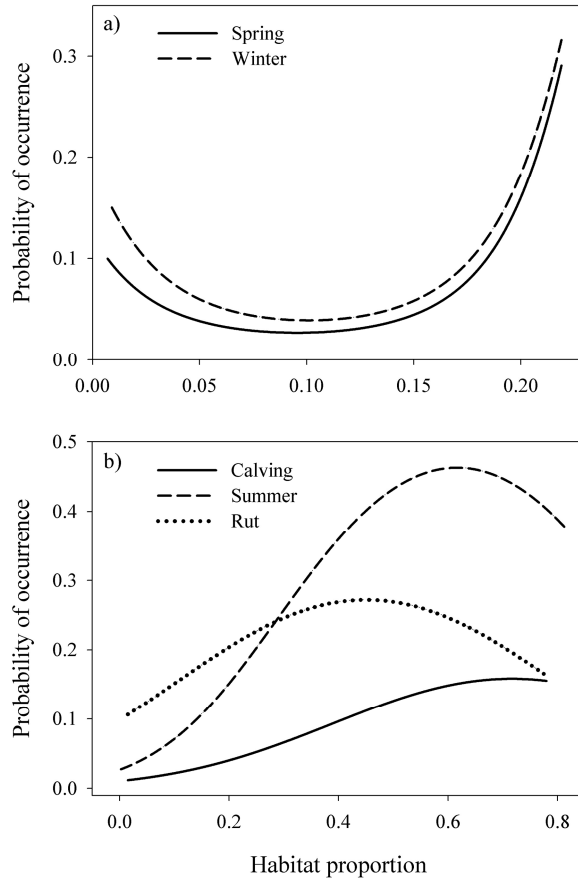 a)
Spring
Winter
Probability of occurrence
0.3
0.2
0.1
0.0
0.00 0.05 0.10 0.15 0.20
b)
Calving
Summer
Rut
Probability of occurrence
0.5
0.4
0.3
0.2
0.1
0.0
0.0 0.2 0.4 0.6 0.8
Habitat proportion